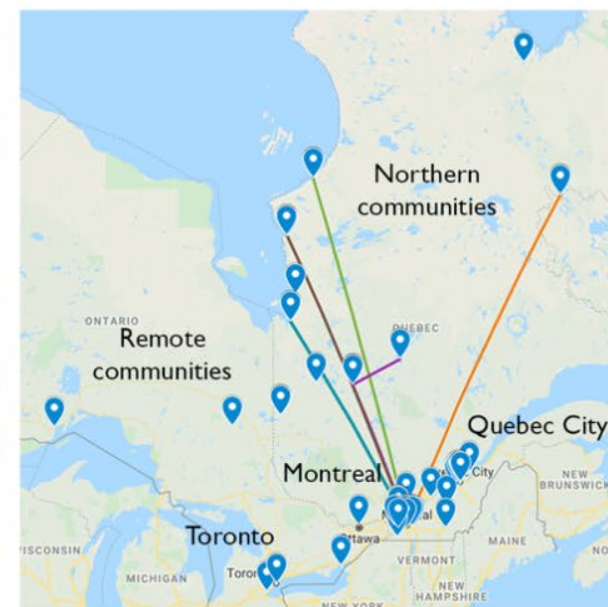 Northern
communities
ONTARIO
Remote
communities
QUEBEC
Quebec City
Montreal
City
NEW
BRUNSWICK
Toronto
Ottawa
MAINE
VERMONT
WISCONSIN
MICHIGAN
NEW
HAMPSHIRE
NEW YORK